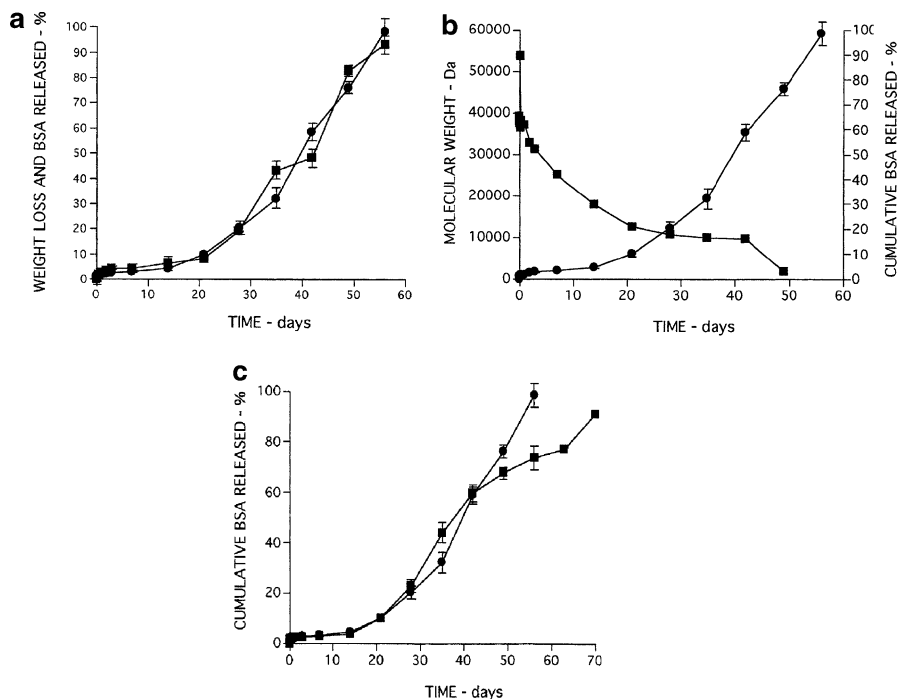 a
WEIGHT LOSS AND BSA RELEASED - %
100
90
80
70
60
50
40
30
20
10
0
0 10 20 30 40 50 60
TIME - days
b
MOLECULAR WEIGHT - Da
60000
50000
40000
30000
20000
10000
0
100
90
80
70
60
50
40
30
20
10
0
CUMULATIVE BSA RELEASED - %
0 10 20 30 40 50 60
TIME - days
c
CUMULATIVE BSA RELEASED - %
100
80
60
40
20
0
0 10 20 30 40 50 60 70
TIME - days